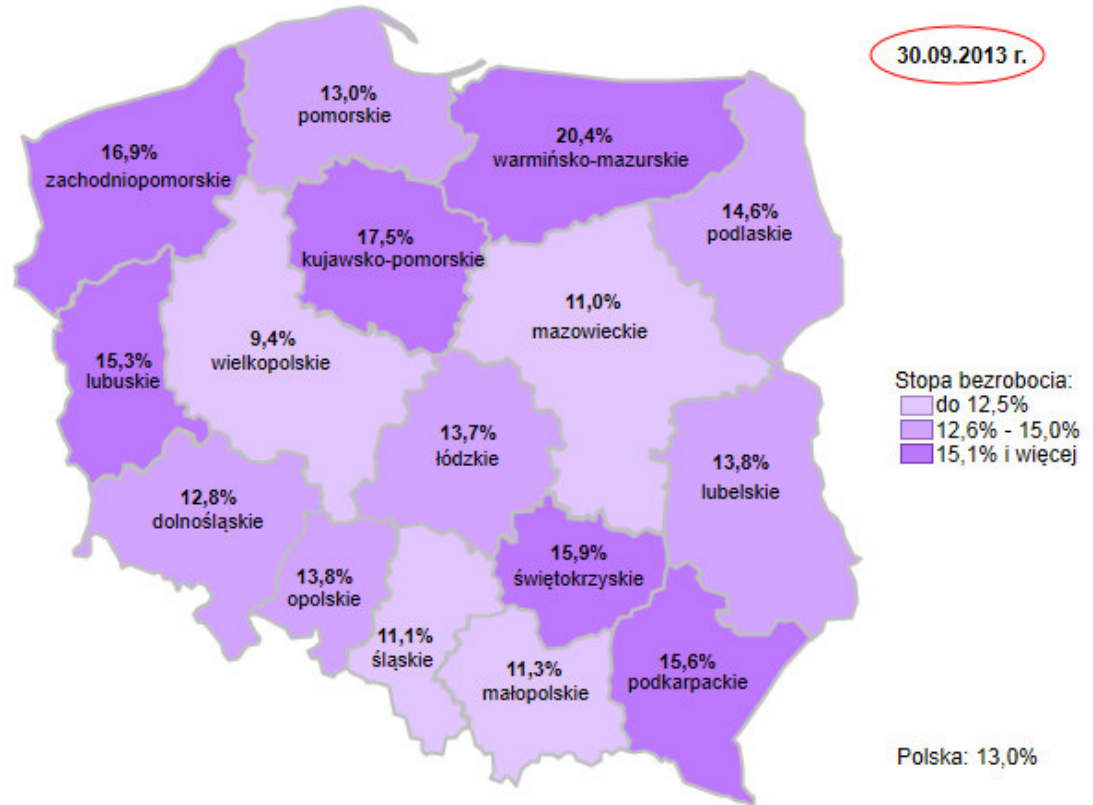 30.09.2013 r.
13,0%
pomorskie
20,4%
warmińsko-mazurskie
16,9%
zachodniopomorskie
14,6%
podlaskie
17,5%
kujawsko-pomorskie
11,0%
mazowieckie
9,4%
wielkopolskie
15,3%
lubuskie
13,7%
łódzkie
13,8%
lubelskie
12,8%
dolnośląskie
15,9%
świętokrzyskie
13,8%
opolskie
11,1%
śląskie
11,3%
małopolskie
15,6%
podkarpackie
Stopa bezrobocia:
do 12,5%
12,6% - 15,0%
15,1% i więcej
Polska: 13,0%